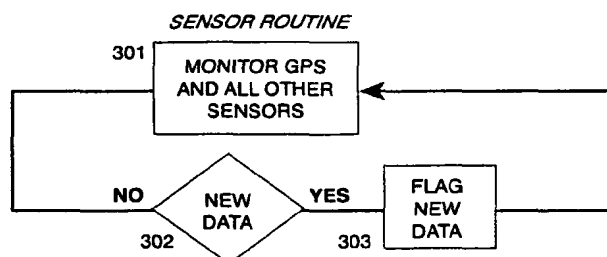 SENSOR ROUTINE
301
MONITOR GPS
AND ALL OTHER
SENSORS
NO
NEW
DATA
YES
302
FLAG
NEW
DATA
303